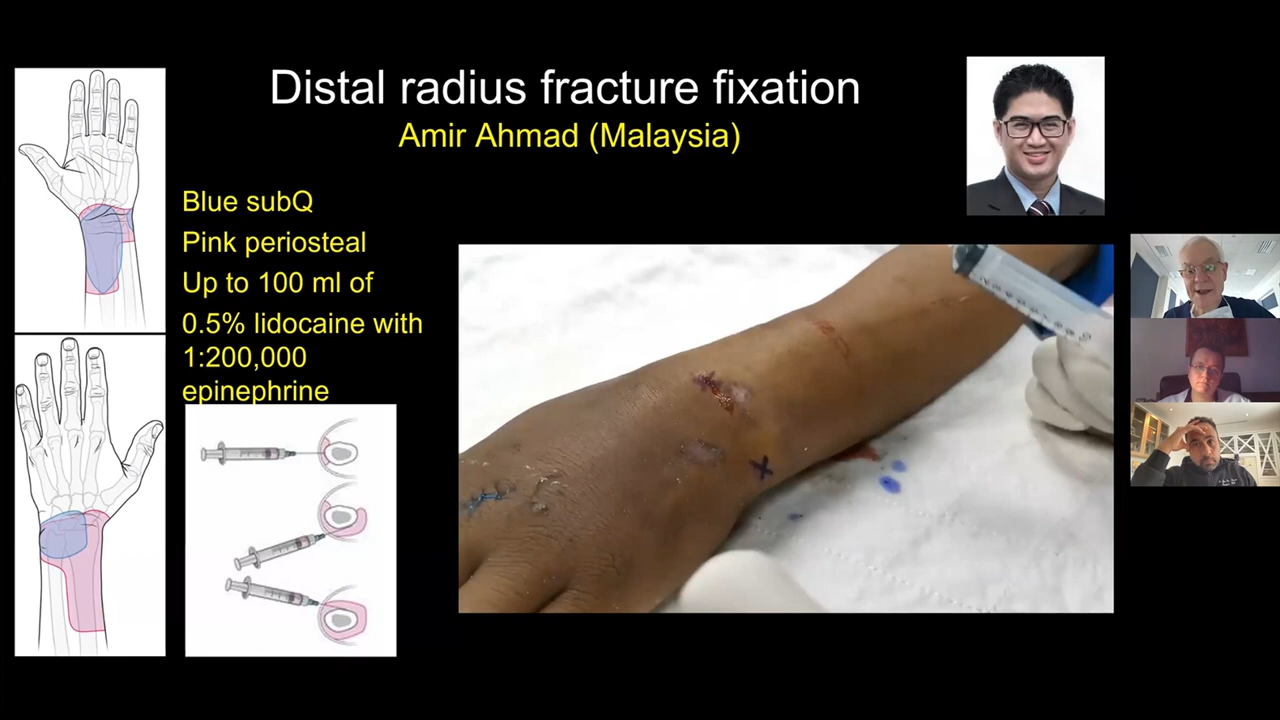 Distal radius fracture fixation
Amir Ahmad (Malaysia)
Blue subQ
Pink periosteal
Up to 100 ml of
0.5% lidocaine with
1:200,000
epinephrine